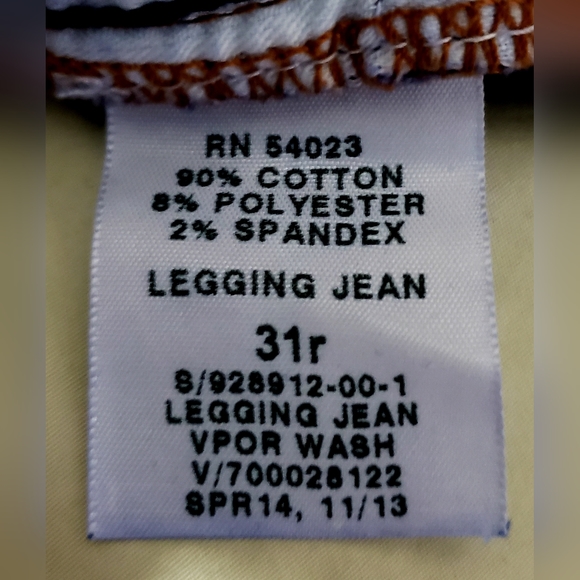 RN 54023
90% COTTON
8% POLYESTER
2% SPANDEX
LEGGING JEAN
31r
S/928912-00-1
LEGGING JEAN
VPOR WASH
V/700028122
SPR14, 11/13